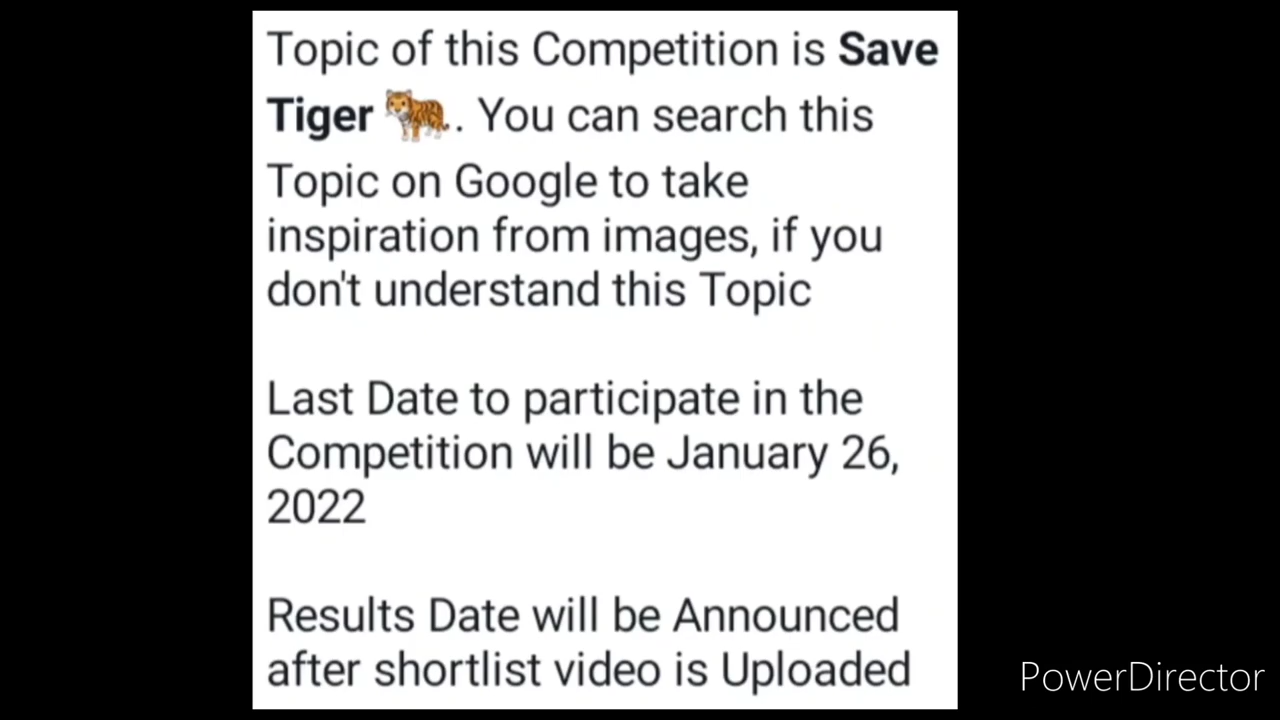 Topic of this Competition is Save
Tiger 🐅. You can search this
Topic on Google to take
inspiration from images, if you
don't understand this Topic
Last Date to participate in the
Competition will be January 26,
2022
Results Date will be Announced
after shortlist video is Uploaded
PowerDirector